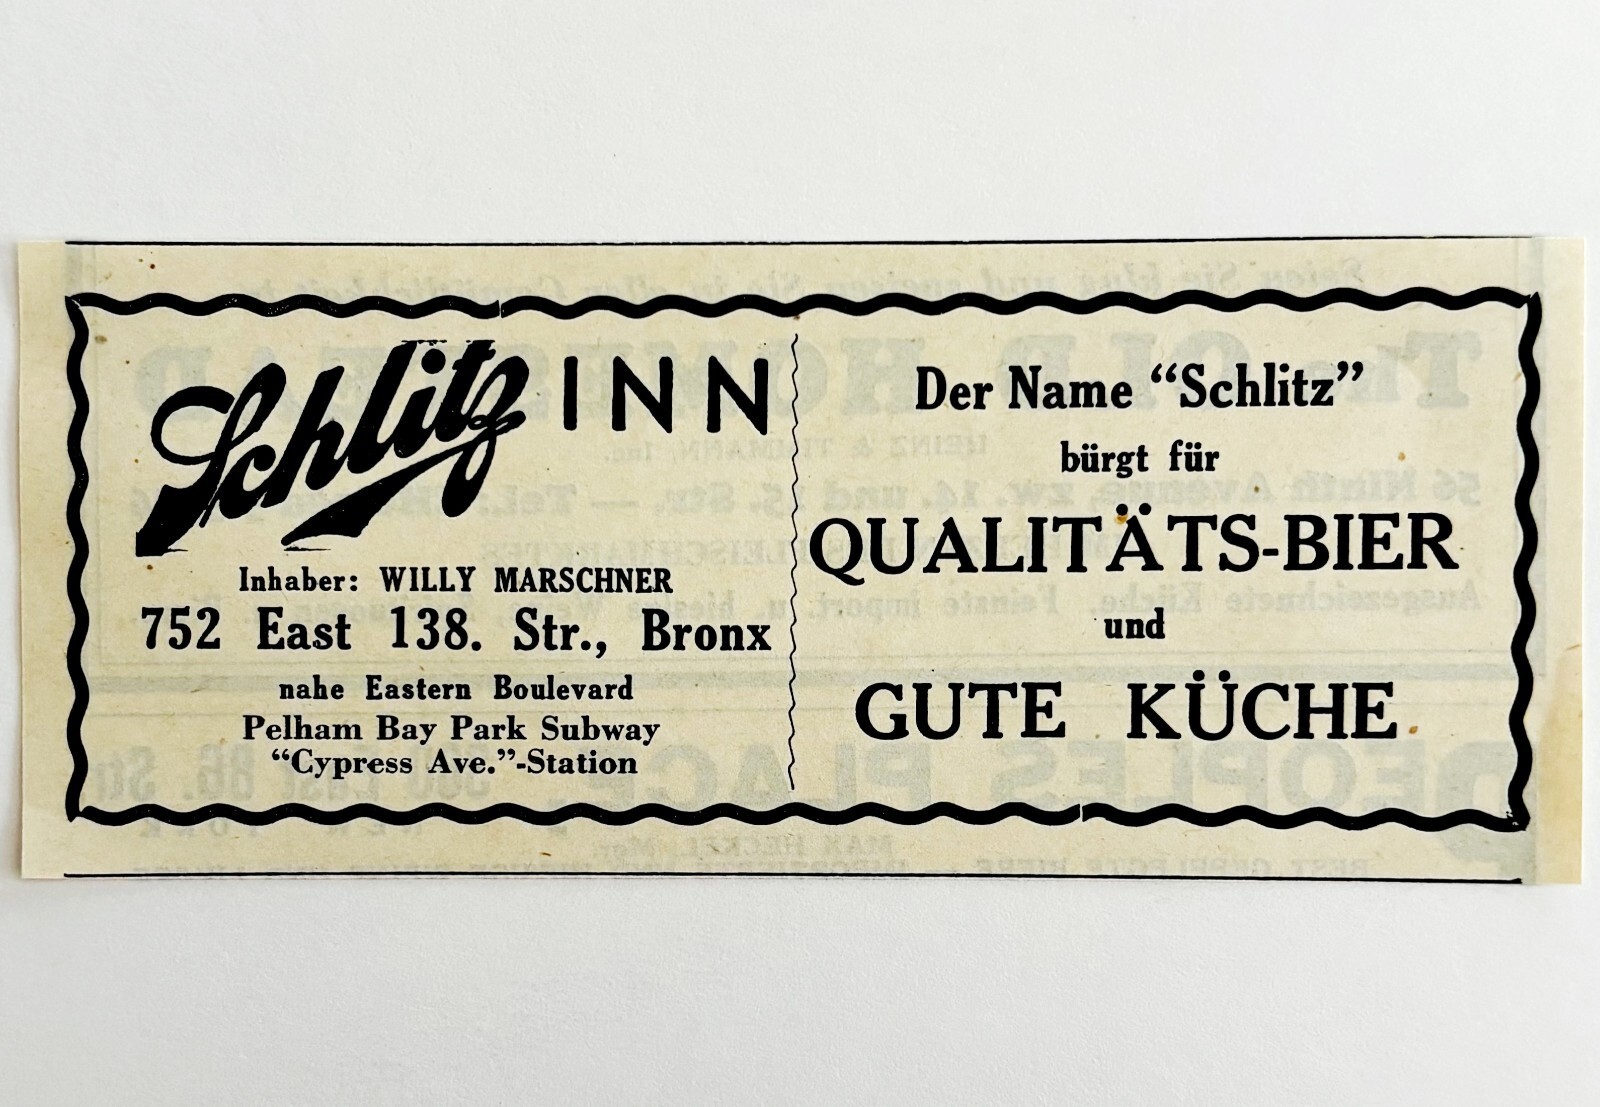 Schlitz INN
Inhaber: WILLY MARSCHNER
752 East 138. Str., Bronx
nahe Eastern Boulevard
Pelham Bay Park Subway
“Cypress Ave.”-Station
Der Name “Schlitz”
bürgt für
QUALITÄTS-BIER
und
GUTE KÜCHE